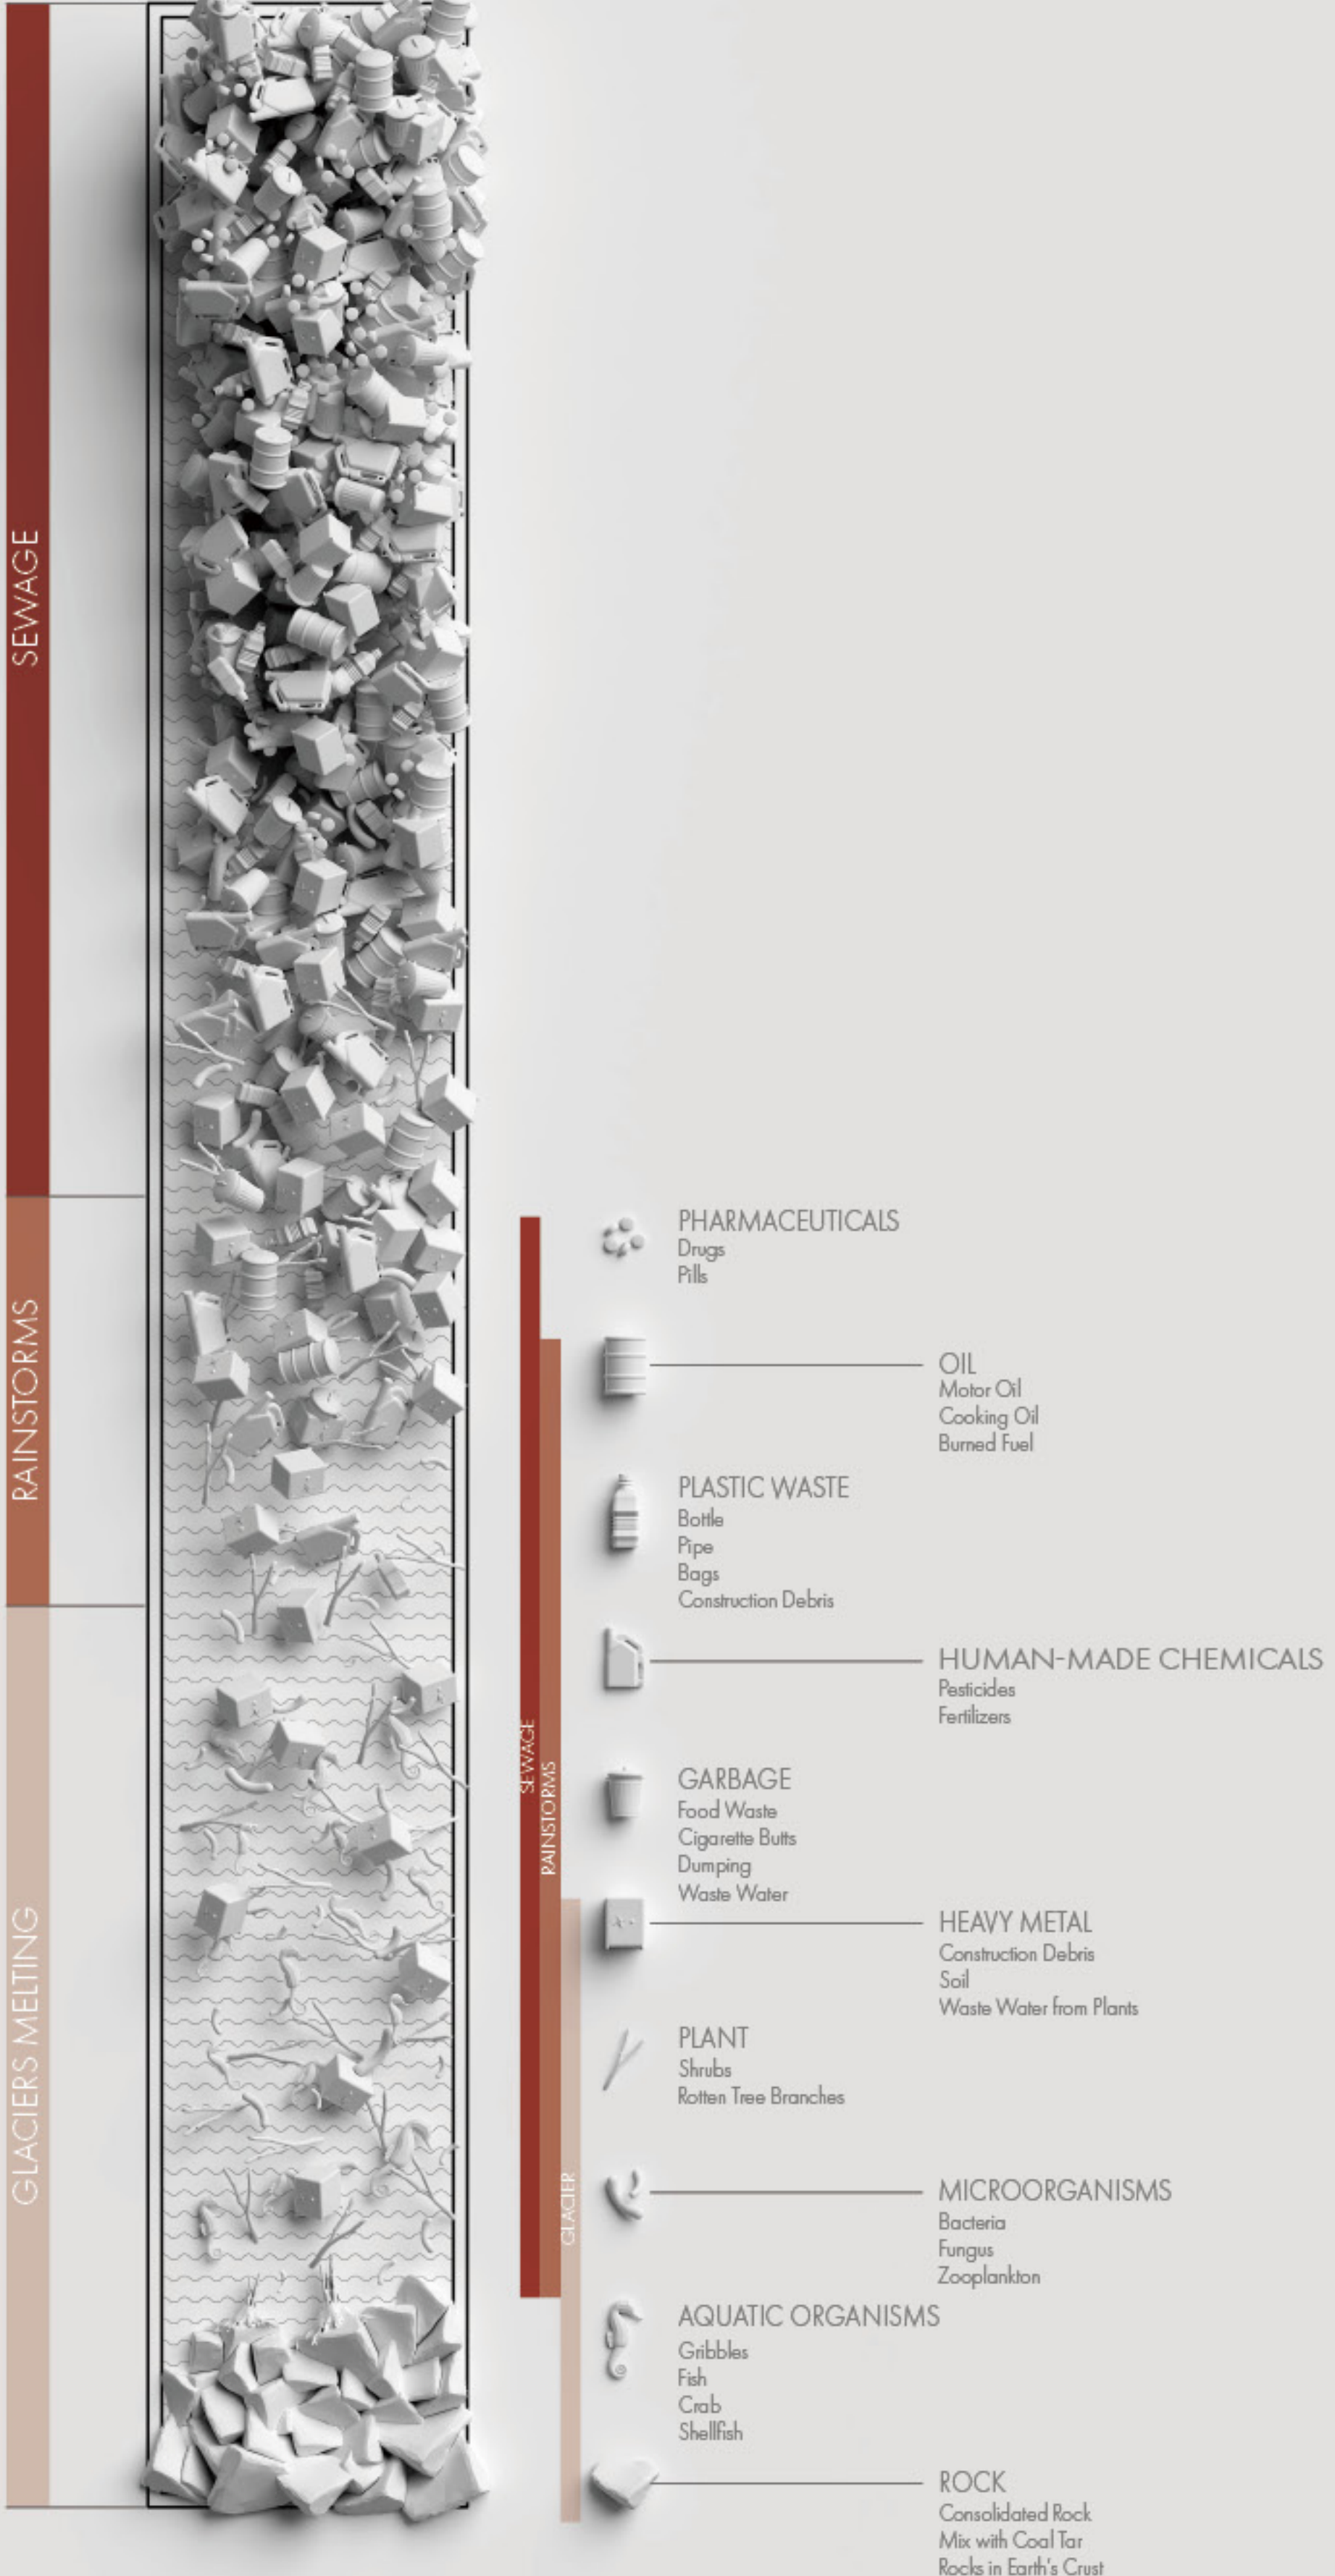 SEWAGE
RAINSTORMS
GLACIERS MELTING
SEWAGE
RAINSTORMS
GLACIER
PHARMACEUTICALS
Drugs
Pills
OIL
Motor Oil
Cooking Oil
Burned Fuel
PLASTIC WASTE
Bottle
Pipe
Bags
Construction Debris
HUMAN-MADE CHEMICALS
Pesticides
Fertilizers
GARBAGE
Food Waste
Cigarette Butts
Dumping
Waste Water
HEAVY METAL
Construction Debris
Soil
Waste Water from Plants
PLANT
Shrubs
Rotten Tree Branches
MICROORGANISMS
Bacteria
Fungus
Zooplankton
AQUATIC ORGANISMS
Gribbles
Fish
Crab
Shellfish
ROCK
Consolidated Rock
Mix with Coal Tar
Rocks in Earth's Crust